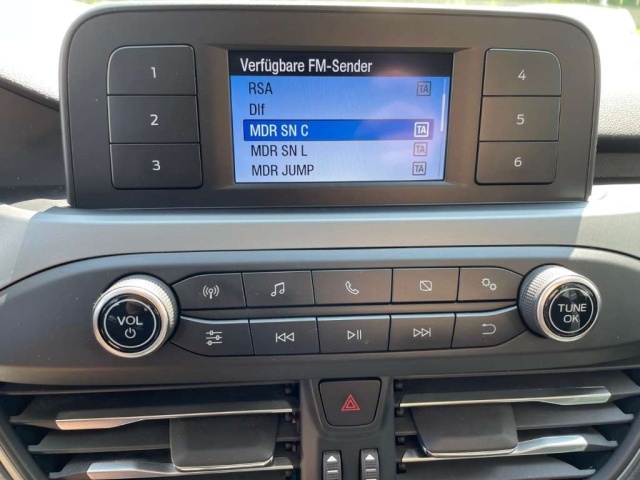 Verfügbare FM-Sender
RSA TA
Dlf
MDR SN C TA
MDR SN L TA
MDR JUMP TA
1
2
3
4
5
6
VOL
TUNE
OK